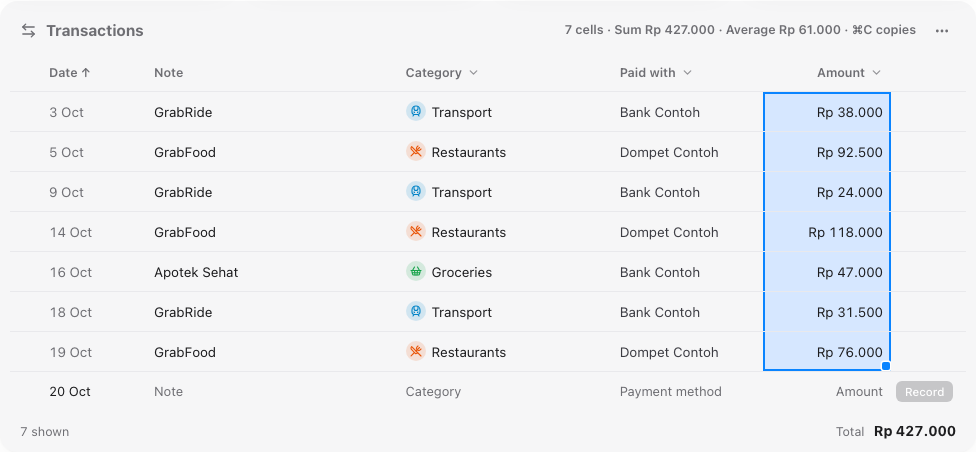 Transactions 7 cells · Sum Rp 427.000 · Average Rp 61.000 · ⌘C copies ···
Date ↑ Note Category Paid with Amount
3 Oct GrabRide Transport Bank Contoh Rp 38.000
5 Oct GrabFood Restaurants Dompet Contoh Rp 92.500
9 Oct GrabRide Transport Bank Contoh Rp 24.000
14 Oct GrabFood Restaurants Dompet Contoh Rp 118.000
16 Oct Apotek Sehat Groceries Bank Contoh Rp 47.000
18 Oct GrabRide Transport Bank Contoh Rp 31.500
19 Oct GrabFood Restaurants Dompet Contoh Rp 76.000
20 Oct Note Category Payment method Amount Record
7 shown Total Rp 427.000